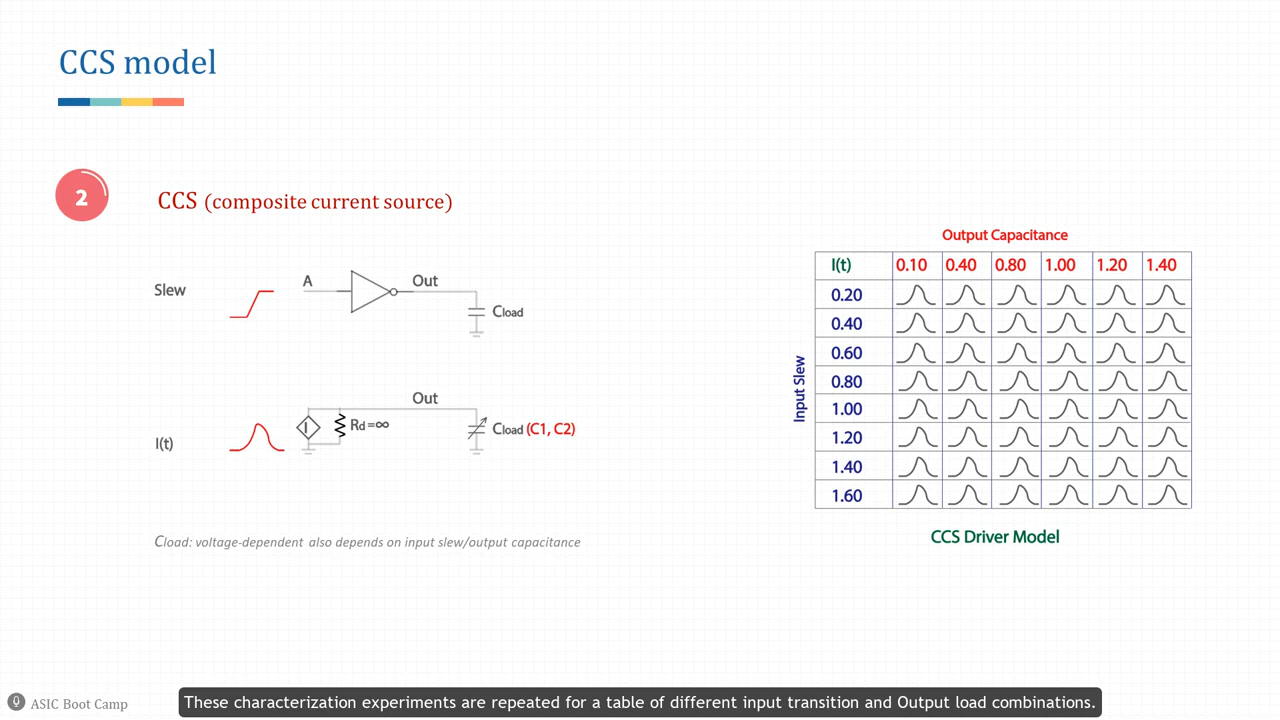 CCS model
2
CCS (composite current source)
Slew
A
Out
Cload
Out
I(t)
I
Rd =∞
Cload (C1, C2)
Cload: voltage-dependent also depends on input slew/output capacitance
Output Capacitance
Input Slew
I(t) 0.10 0.40 0.80 1.00 1.20 1.40
0.20
0.40
0.60
0.80
1.00
1.20
1.40
1.60
CCS Driver Model
ASIC Boot Camp
These characterization experiments are repeated for a table of different input transition and Output load combinations.